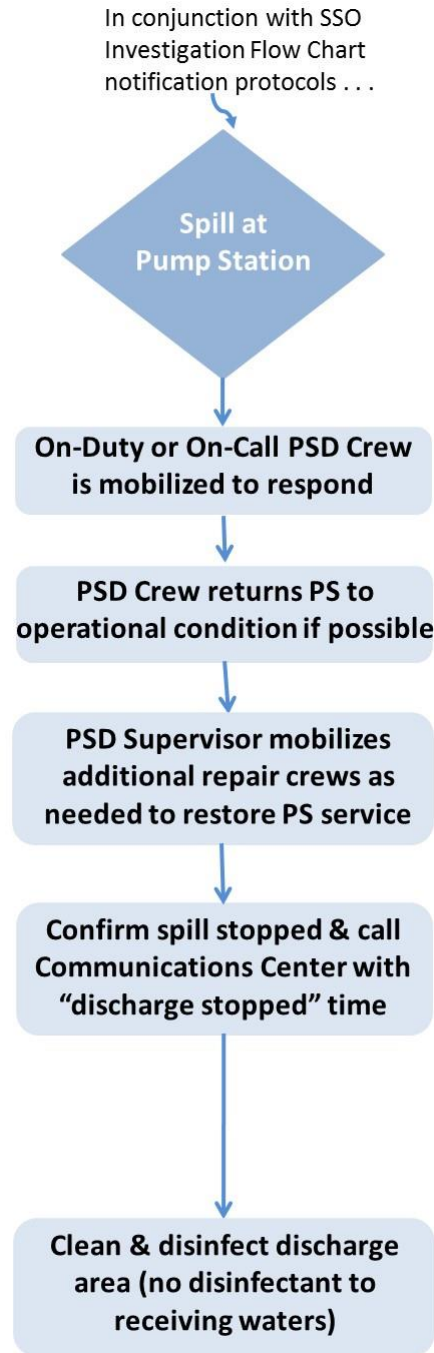 In conjunction with SSO
Investigation Flow Chart
notification protocols . . .
Spill at
Pump Station
On-Duty or On-Call PSD Crew
is mobilized to respond
PSD Crew returns PS to
operational condition if possible
PSD Supervisor mobilizes
additional repair crews as
needed to restore PS service
Confirm spill stopped & call
Communications Center with
“discharge stopped” time
Clean & disinfect discharge
area (no disinfectant to
receiving waters)